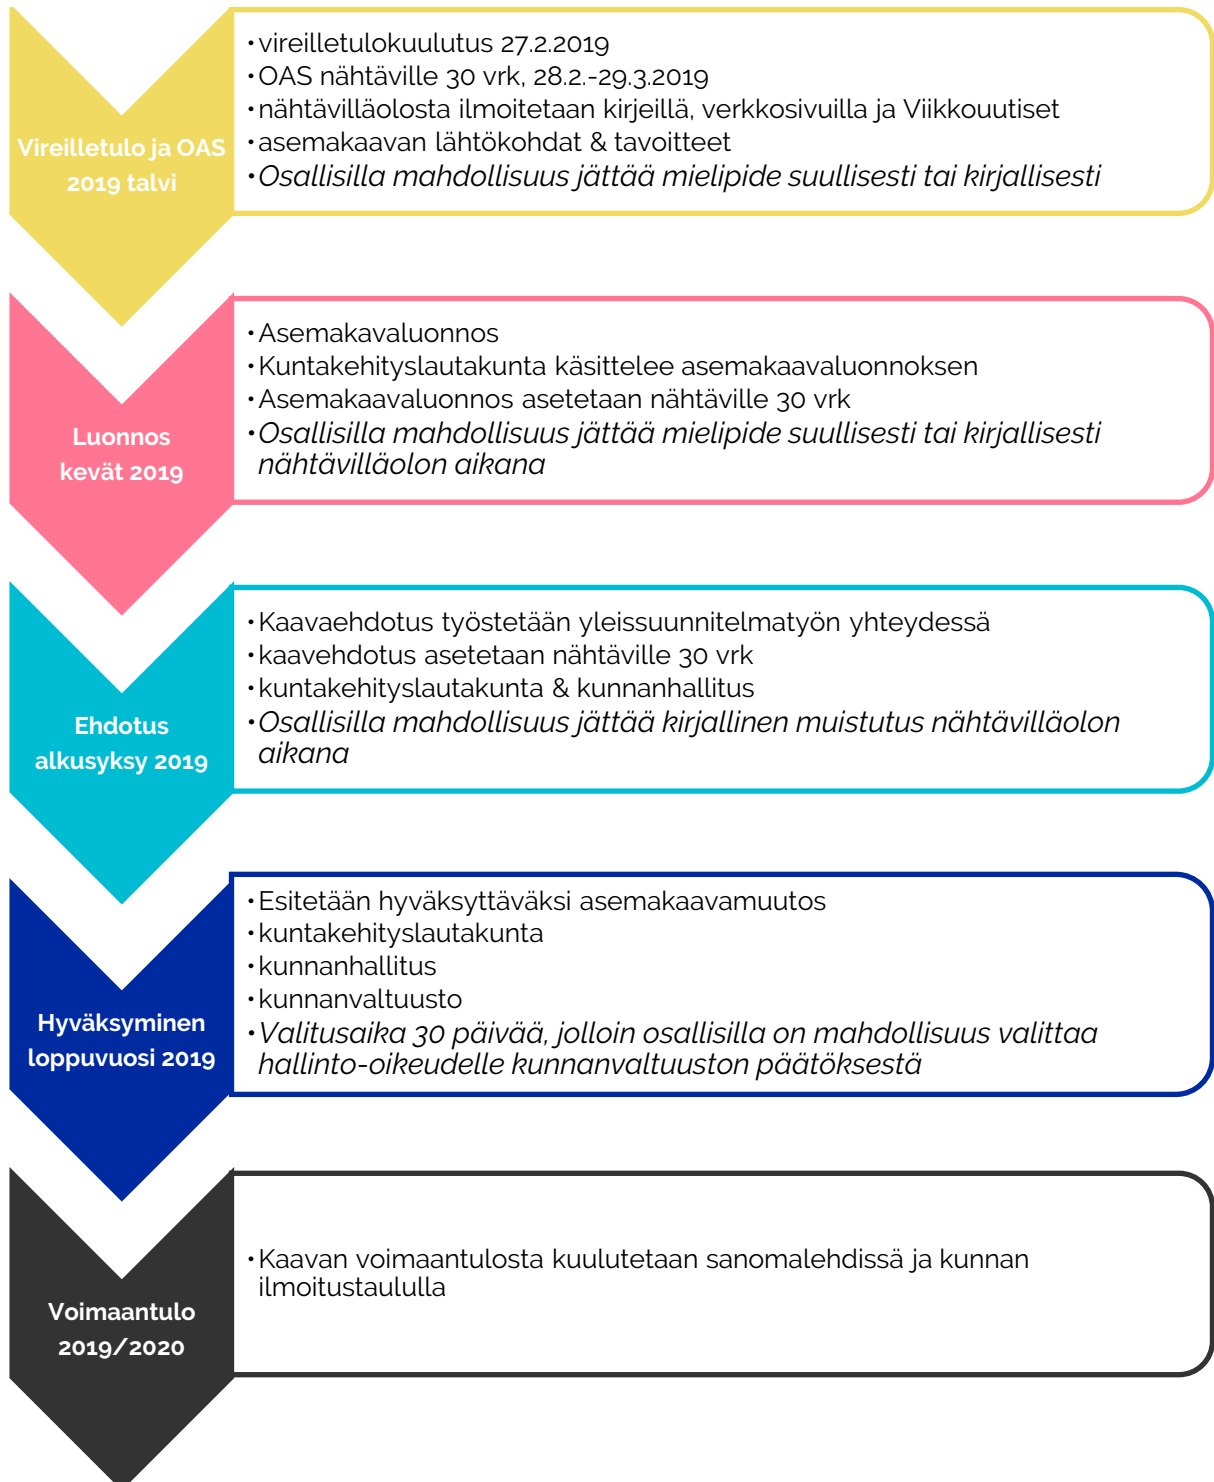 Vireilletulo ja OAS
2019 talvi
•vireilletulokuulutus 27.2.2019
•OAS nähtäville 30 vrk, 28.2.-29.3.2019
•nähtävilläolosta ilmoitetaan kirjeillä, verkkosivuilla ja Viikkouutiset
•asemakaavan lähtökohdat & tavoitteet
•Osallisilla mahdollisuus jättää mielipide suullisesti tai kirjallisesti
Luonnos
kevät 2019
•Asemakavaluonnos
•Kuntakehityslautakunta käsittelee asemakaavaluonnoksen
•Asemakaavaluonnos asetetaan nähtäville 30 vrk
•Osallisilla mahdollisuus jättää mielipide suullisesti tai kirjallisesti
nähtävilläolon aikana
Ehdotus
alkusyksy 2019
•Kaavaehdotus työstetään yleissuunnitelmatyön yhteydessä
•kaavehdotus asetetaan nähtäville 30 vrk
•kuntakehityslautakunta & kunnanhallitus
•Osallisilla mahdollisuus jättää kirjallinen muistutus nähtävilläolon
aikana
Hyväksyminen
loppuvuosi 2019
•Esitetään hyväksyttäväksi asemakaavamuutos
•kuntakehityslautakunta
•kunnanhallitus
•kunnanvaltuusto
•Valitusaika 30 päivää, jolloin osallisilla on mahdollisuus valittaa
hallinto-oikeudelle kunnanvaltuuston päätöksestä
Voimaantulo
2019/2020
•Kaavan voimaantulosta kuulutetaan sanomalehdissä ja kunnan
ilmoitustaululla